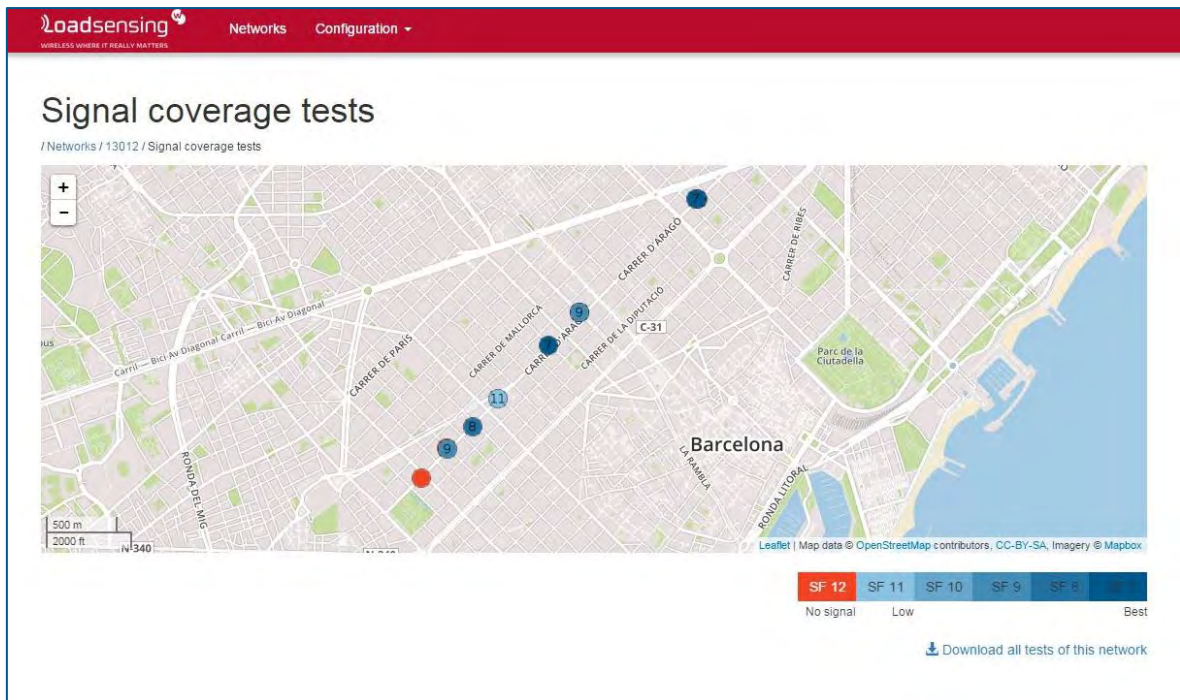 Loadsensing
W
WIRELESS WHERE IT REALLY MATTERS
Networks
Configuration
Signal coverage tests
/ Networks / 13012 / Signal coverage tests
+
−
7
CARRER D'ARAGÓ
CARRER DE RIBES
CARRER DE MALLORCA
9
CARRER DE LA DIPUTACIÓ
C-31
7
Carril — Bici-Av Diagonal Carril — Bici-Av Diagonal
CARRER DE PARÍS
Parc de la
Ciutadella
11
8
9
Barcelona
LA RAMBLA
RONDA DEL MIG
RONDA LITORAL
500 m
2000 ft
N-340
Leaflet | Map data © OpenStreetMap contributors, CC-BY-SA, Imagery © Mapbox
SF 12 SF 11 SF 10 SF 9 SF 8
No signal Low Best
Download all tests of this network